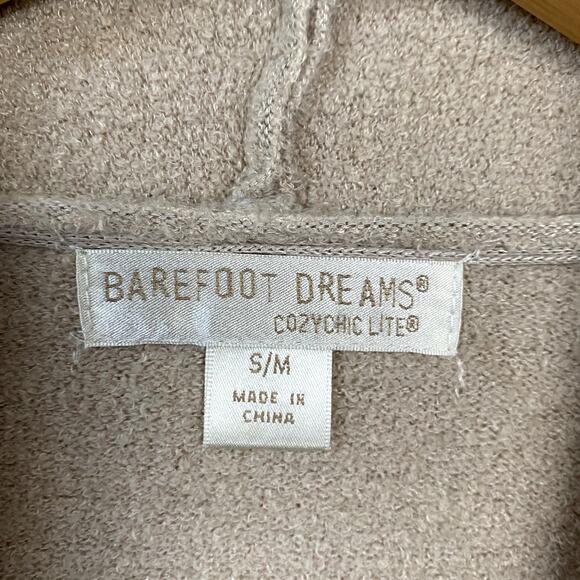 BAREFOOT DREAMS®
COZYCHIC LITE®
S/M
MADE IN
CHINA